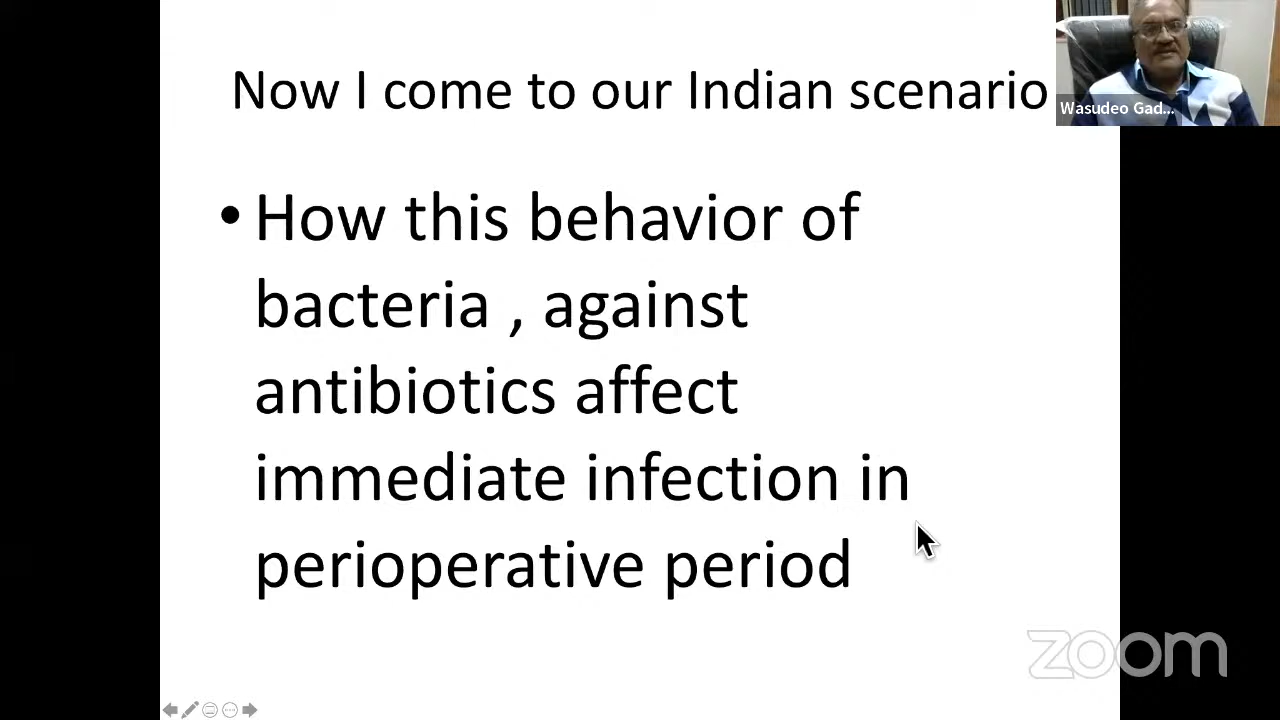 Now I come to our Indian scenario
Wasudeo Gad...
• How this behavior of
bacteria , against
antibiotics affect
immediate infection in
perioperative period
zoom